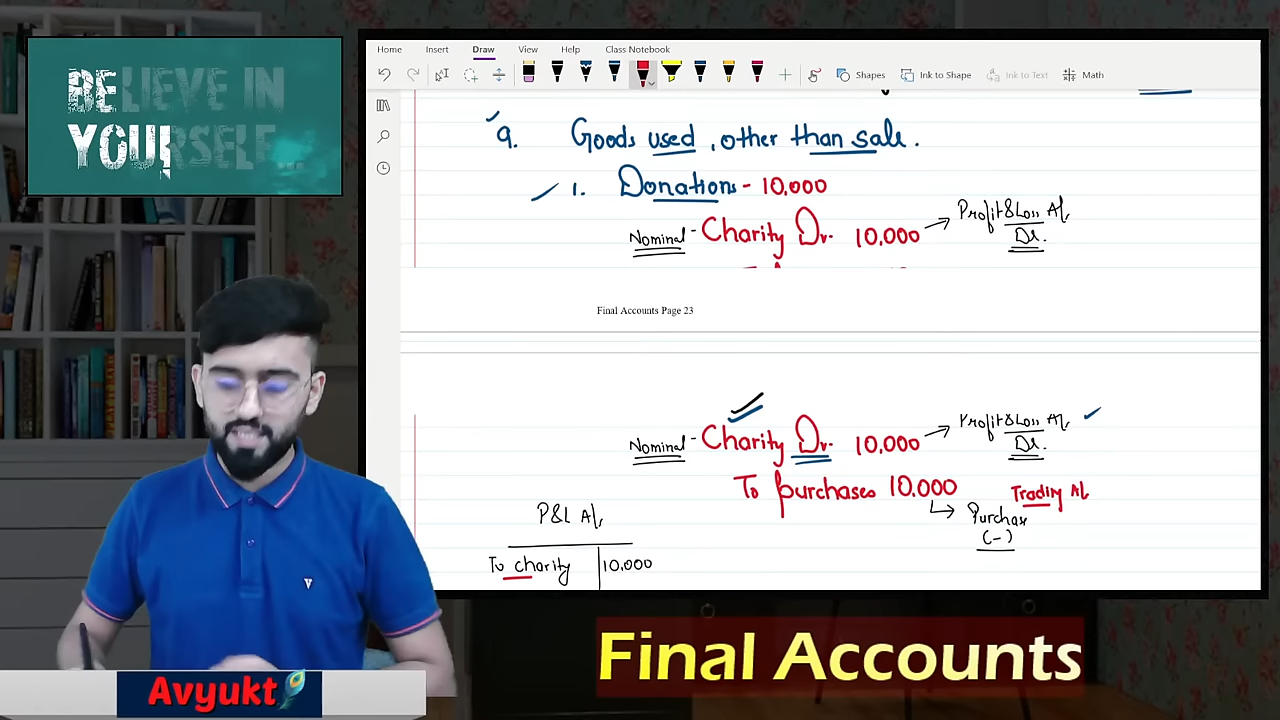 BELIEVE IN
YOURSELF...
Home Insert Draw View Help Class Notebook
Shapes Ink to Shape Ink to Text Math
9. Goods used, other than sale.
1. Donations - 10,000
Nominal - Charity Dr. 10,000 → Profit & Loss A/c
Dr.
Final Accounts Page 23
Nominal - Charity Dr. 10,000 → Profit & Loss A/c
Dr.
To purchases 10,000 Trading A/c
Purchase
(-)
P&L A/c
To charity 10,000
Final Accounts
Avyukt